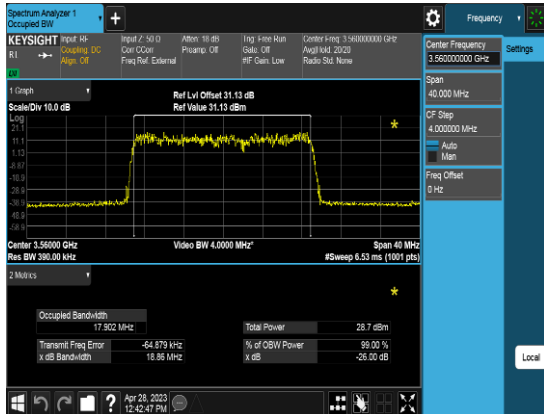 Spectrum Analyzer 1
Occupied BW
+
Frequency
KEYSIGHT
R L
LXI
Input: RF
Coupling: DC
Align: Off
Input Z: 50 Ω
Corr CCorr
Freq Ref: External
Atten: 18 dB
Preamp: Off
Trig: Free Run
Gate: Off
#IF Gain: Low
Center Freq: 3.560000000 GHz
Avg|Hold: 20/20
Radio Std: None
Center Frequency
3.560000000 GHz
Settings
Span
40.000 MHz
CF Step
4.000000 MHz
Auto
Man
Freq Offset
0 Hz
Local
1 Graph
Scale/Div 10.0 dB
Ref Lvl Offset 31.13 dB
Ref Value 31.13 dBm
Log
21.1
11.1
1.13
-8.87
-18.9
-28.9
-38.9
-48.9
-58.9
Center 3.56000 GHz
Res BW 390.00 kHz
Video BW 4.0000 MHz*
Span 40 MHz
#Sweep 6.53 ms (1001 pts)
2 Metrics
Occupied Bandwidth
17.902 MHz
Total Power 28.7 dBm
Transmit Freq Error -64.879 kHz
% of OBW Power 99.00 %
x dB Bandwidth 18.86 MHz
x dB -26.00 dB
?
Apr 28, 2023
12:42:47 PM